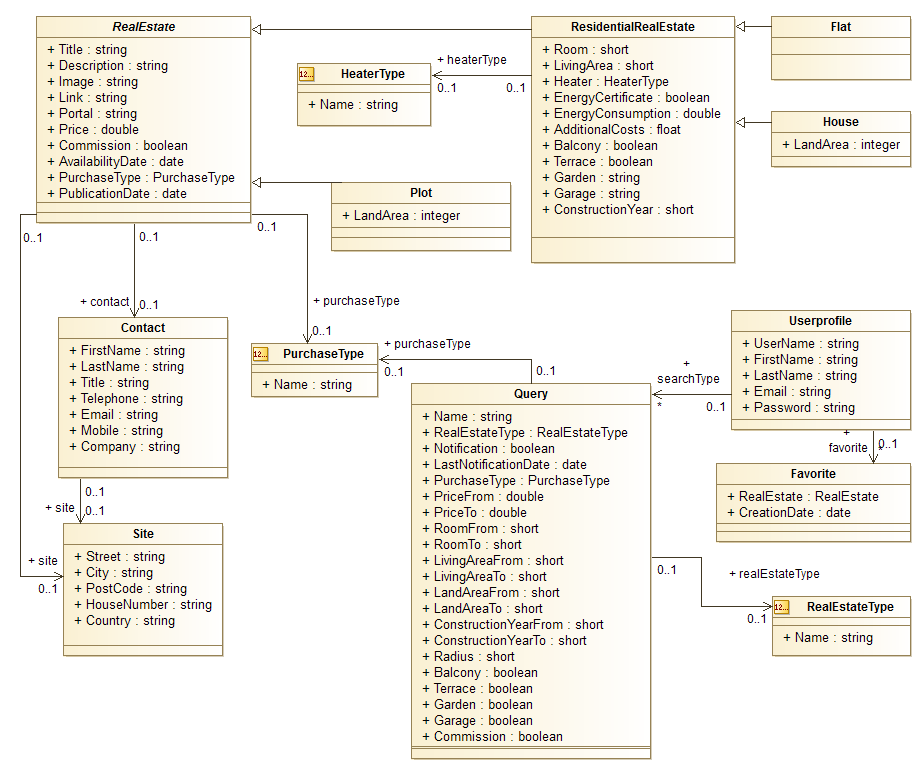 RealEstate
+ Title : string
+ Description : string
+ Image : string
+ Link : string
+ Portal : string
+ Price : double
+ Commission : boolean
+ AvailabilityDate : date
+ PurchaseType : PurchaseType
+ PublicationDate : date
ResidentialRealEstate
+ Room : short
+ LivingArea : short
+ Heater : HeaterType
+ EnergyCertificate : boolean
+ EnergyConsumption : double
+ AdditionalCosts : float
+ Balcony : boolean
+ Terrace : boolean
+ Garden : string
+ Garage : string
+ ConstructionYear : short
Flat
House
+ LandArea : integer
12...
HeaterType
+ Name : string
+ heaterType
0..1
0..1
Plot
+ LandArea : integer
0..1
0..1
0..1
+ contact
0..1
+ purchaseType
0..1
Contact
+ FirstName : string
+ LastName : string
+ Title : string
+ Telephone : string
+ Email : string
+ Mobile : string
+ Company : string
12...
PurchaseType
+ Name : string
+ purchaseType
0..1
0..1
Query
+ Name : string
+ RealEstateType : RealEstateType
+ Notification : boolean
+ LastNotificationDate : date
+ PurchaseType : PurchaseType
+ PriceFrom : double
+ PriceTo : double
+ RoomFrom : short
+ RoomTo : short
+ LivingAreaFrom : short
+ LivingAreaTo : short
+ LandAreaFrom : short
+ LandAreaTo : short
+ ConstructionYearFrom : short
+ ConstructionYearTo : short
+ Radius : short
+ Balcony : boolean
+ Terrace : boolean
+ Garden : boolean
+ Garage : boolean
+ Commission : boolean
Userprofile
+ UserName : string
+ FirstName : string
+ LastName : string
+ Email : string
+ Password : string
+
searchType
*
0..1
+
favorite
*
0..1
Favorite
+ RealEstate : RealEstate
+ CreationDate : date
0..1
+ site
0..1
Site
+ Street : string
+ City : string
+ PostCode : string
+ HouseNumber : string
+ Country : string
+ site
0..1
0..1
+ realEstateType
0..1
12...
RealEstateType
+ Name : string